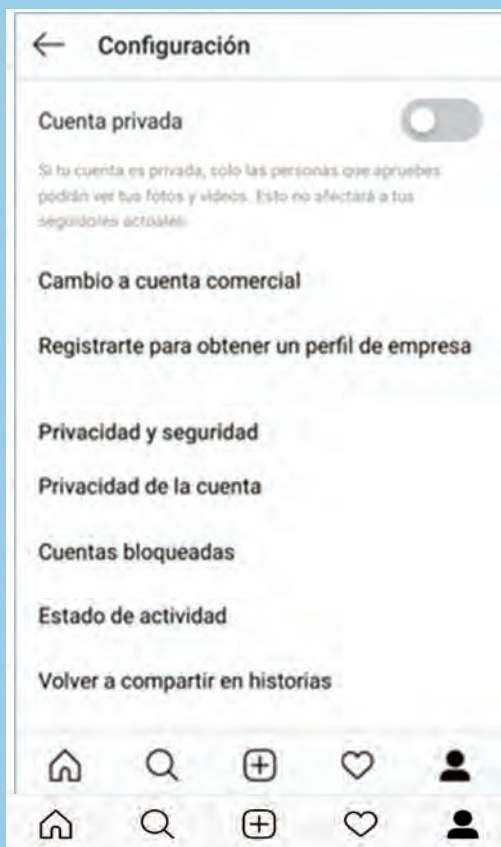 Configuración
Cuenta privada
Si tu cuenta es privada, solo las personas que apruebes
podrán ver tus fotos y videos. Esto no afectará a tus
seguidores actuales.
Cambio a cuenta comercial
Registrarte para obtener un perfil de empresa
Privacidad y seguridad
Privacidad de la cuenta
Cuentas bloqueadas
Estado de actividad
Volver a compartir en historias